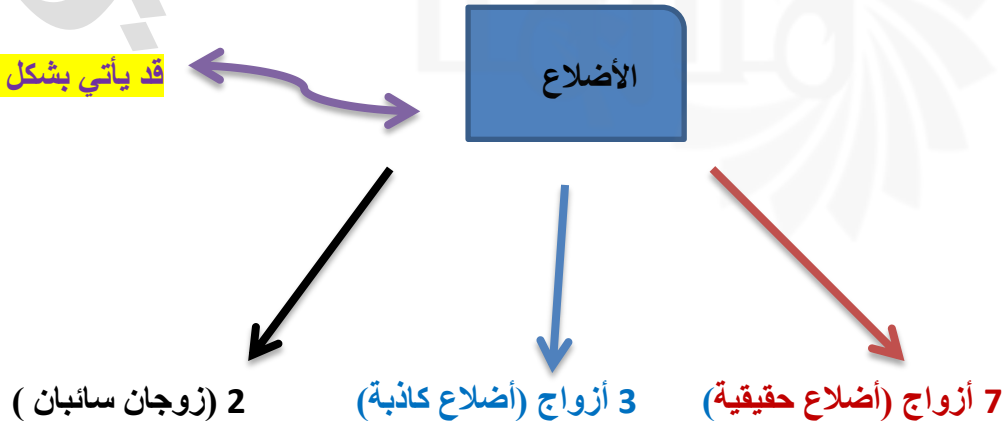 الأضلاع
قد يأتي بشكل
7 أزواج (أضلاع حقيقية)
3 أزواج (أضلاع كاذبة)
2 (زوجان سائبان )